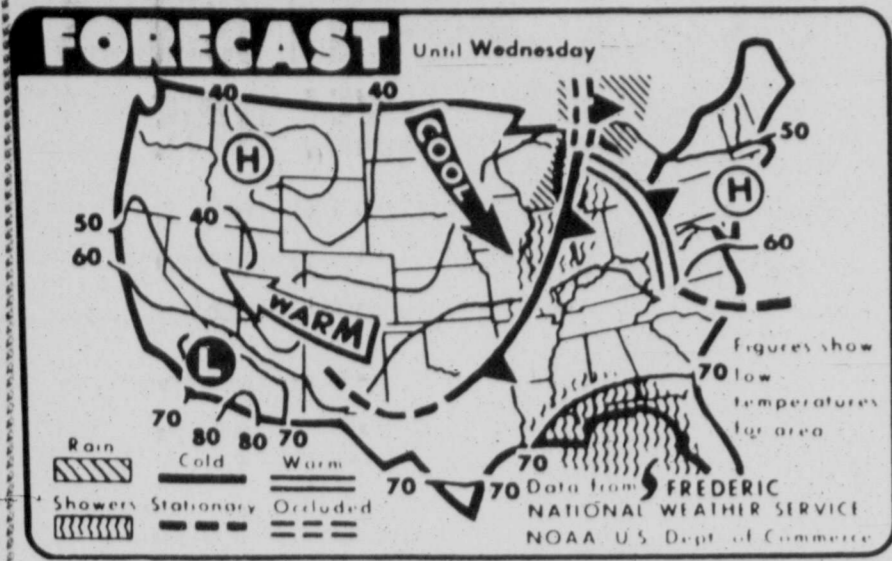 FORECAST Until Wednesday
40 40
H
COOL
50
H
50
40
60
60
WARM
L
70
Figures show
low
temperatures
for area
70
80
80
70
70
70
70
Rain
Cold
Warm
Showers
Stationary
Occluded
Data from FREDERIC
NATIONAL WEATHER SERVICE
NOAA U.S. Dept. of Commerce